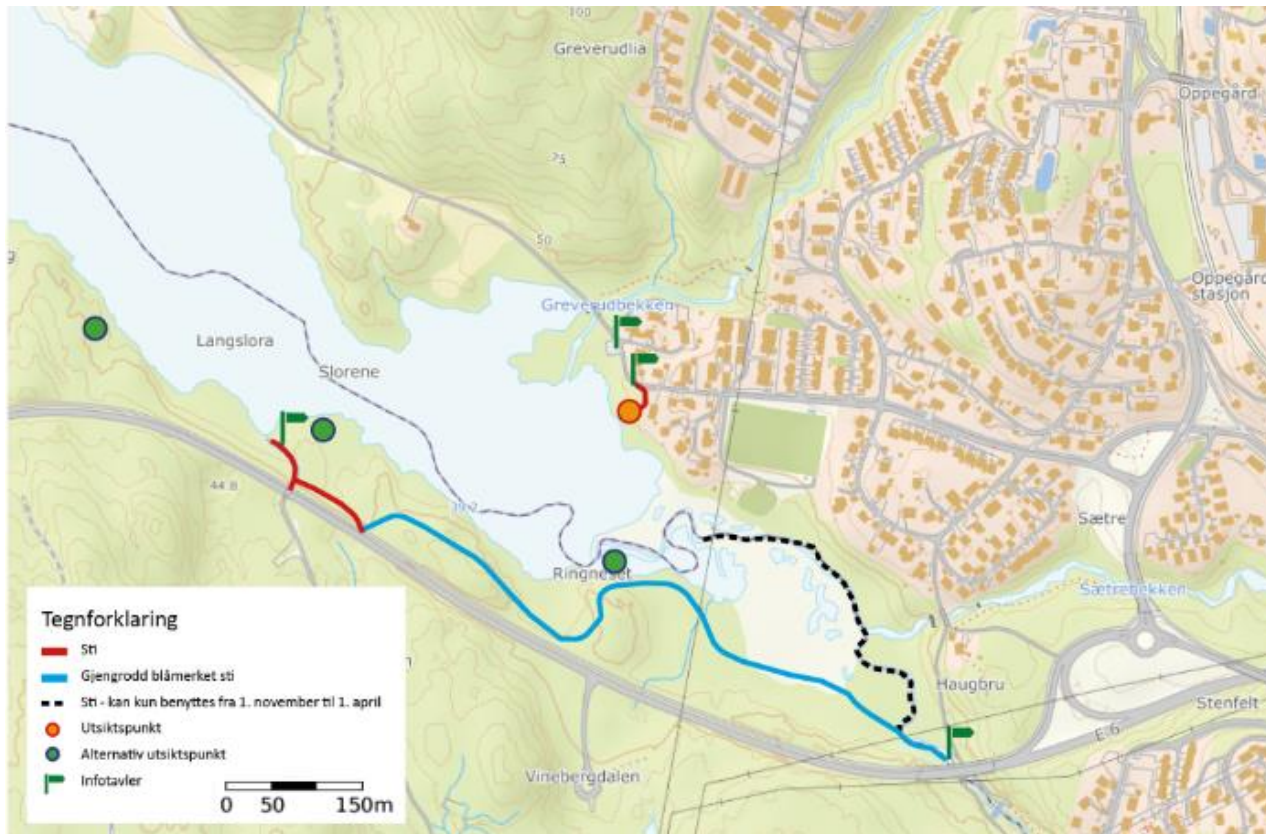 100
Greverudlia
Oppegård
75
50
Oppegård
stasjon
Greverudbekken
Langslora
Slorene
44 8
39.7
Sætre
Ringneset
Sætrebekken
Haugbru
Stenfelt
E 6
Vinebergdalen
Tegnforklaring
Sti
Gjengrodd blåmerket sti
Sti - kan kun benyttes fra 1. november til 1. april
Utsiktspunkt
Alternativ utsiktspunkt
Infotavler
0 50 150m